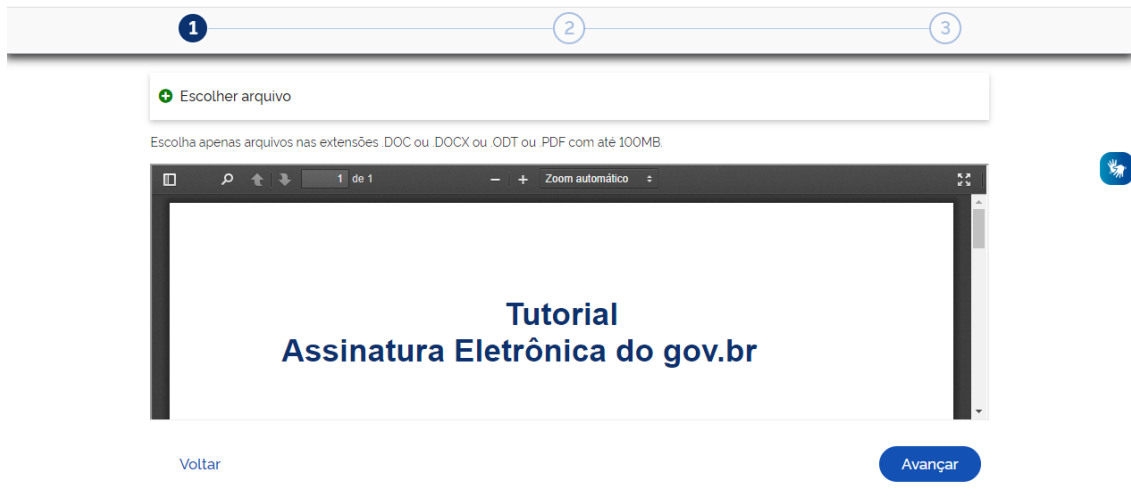 1 2 3
Escolher arquivo
Escolha apenas arquivos nas extensões .DOC ou .DOCX ou .ODT ou .PDF com até 100MB.
1 de 1 Zoom automático
Tutorial
Assinatura Eletrônica do gov.br
Voltar Avançar